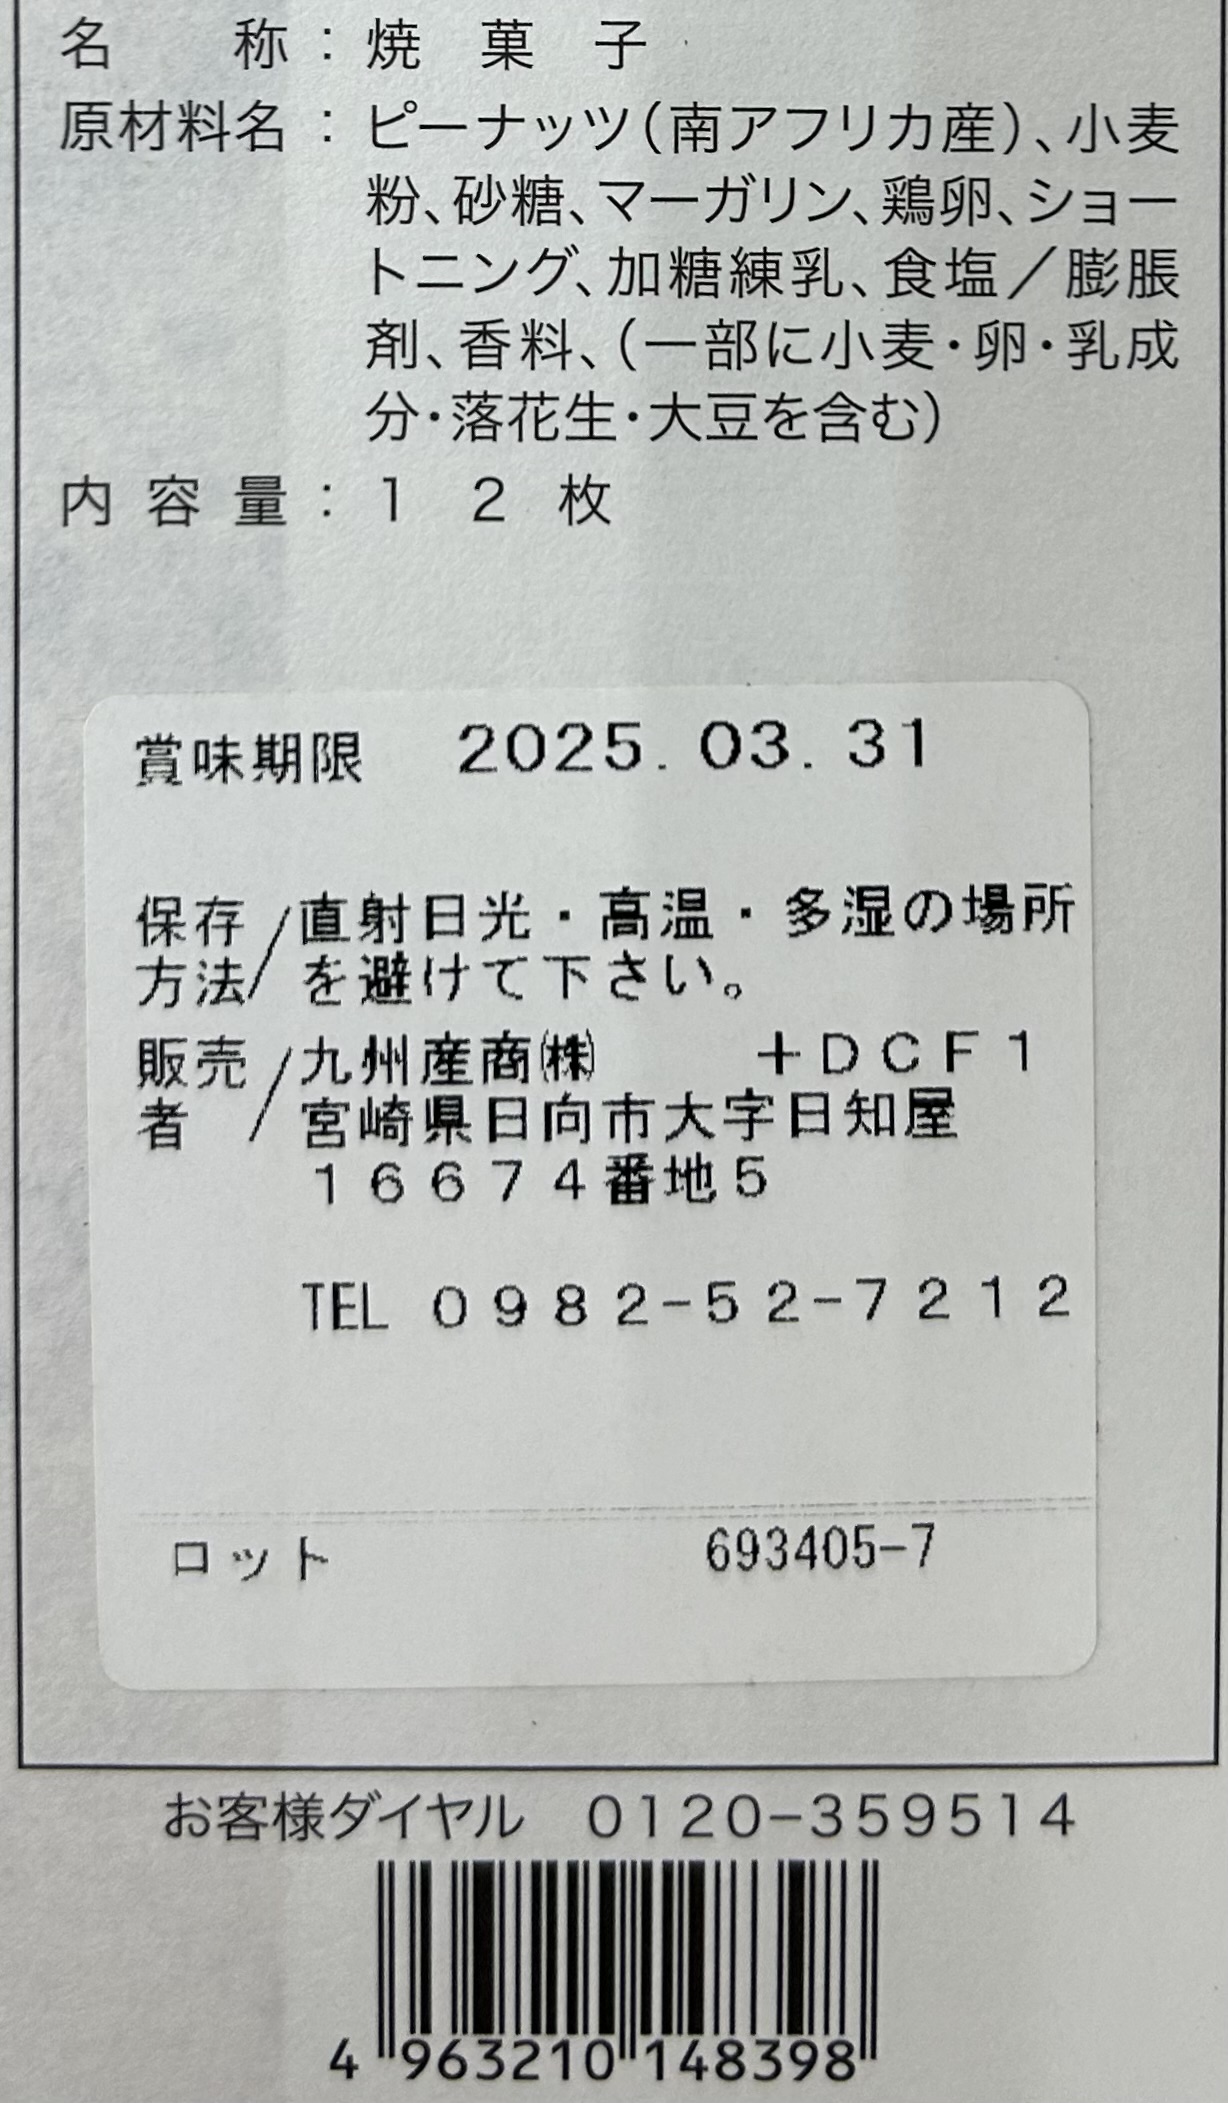 名称：焼菓子
原材料名：ピーナッツ（南アフリカ産）、小麦
粉、砂糖、マーガリン、鶏卵、ショー
トニング、加糖練乳、食塩／膨脹
剤、香料、（一部に小麦・卵・乳成
分・落花生・大豆を含む）
内容量：１２枚
賞味期限 2025.03.31
保存方法/直射日光・高温・多湿の場所
を避けて下さい。
販売者/九州産商㈱ +DCF1
宮崎県日向市大字日知屋
16674番地5
TEL 0982-52-7212
ロット 693405-7
お客様ダイヤル 0120-359514
4 963210 148398